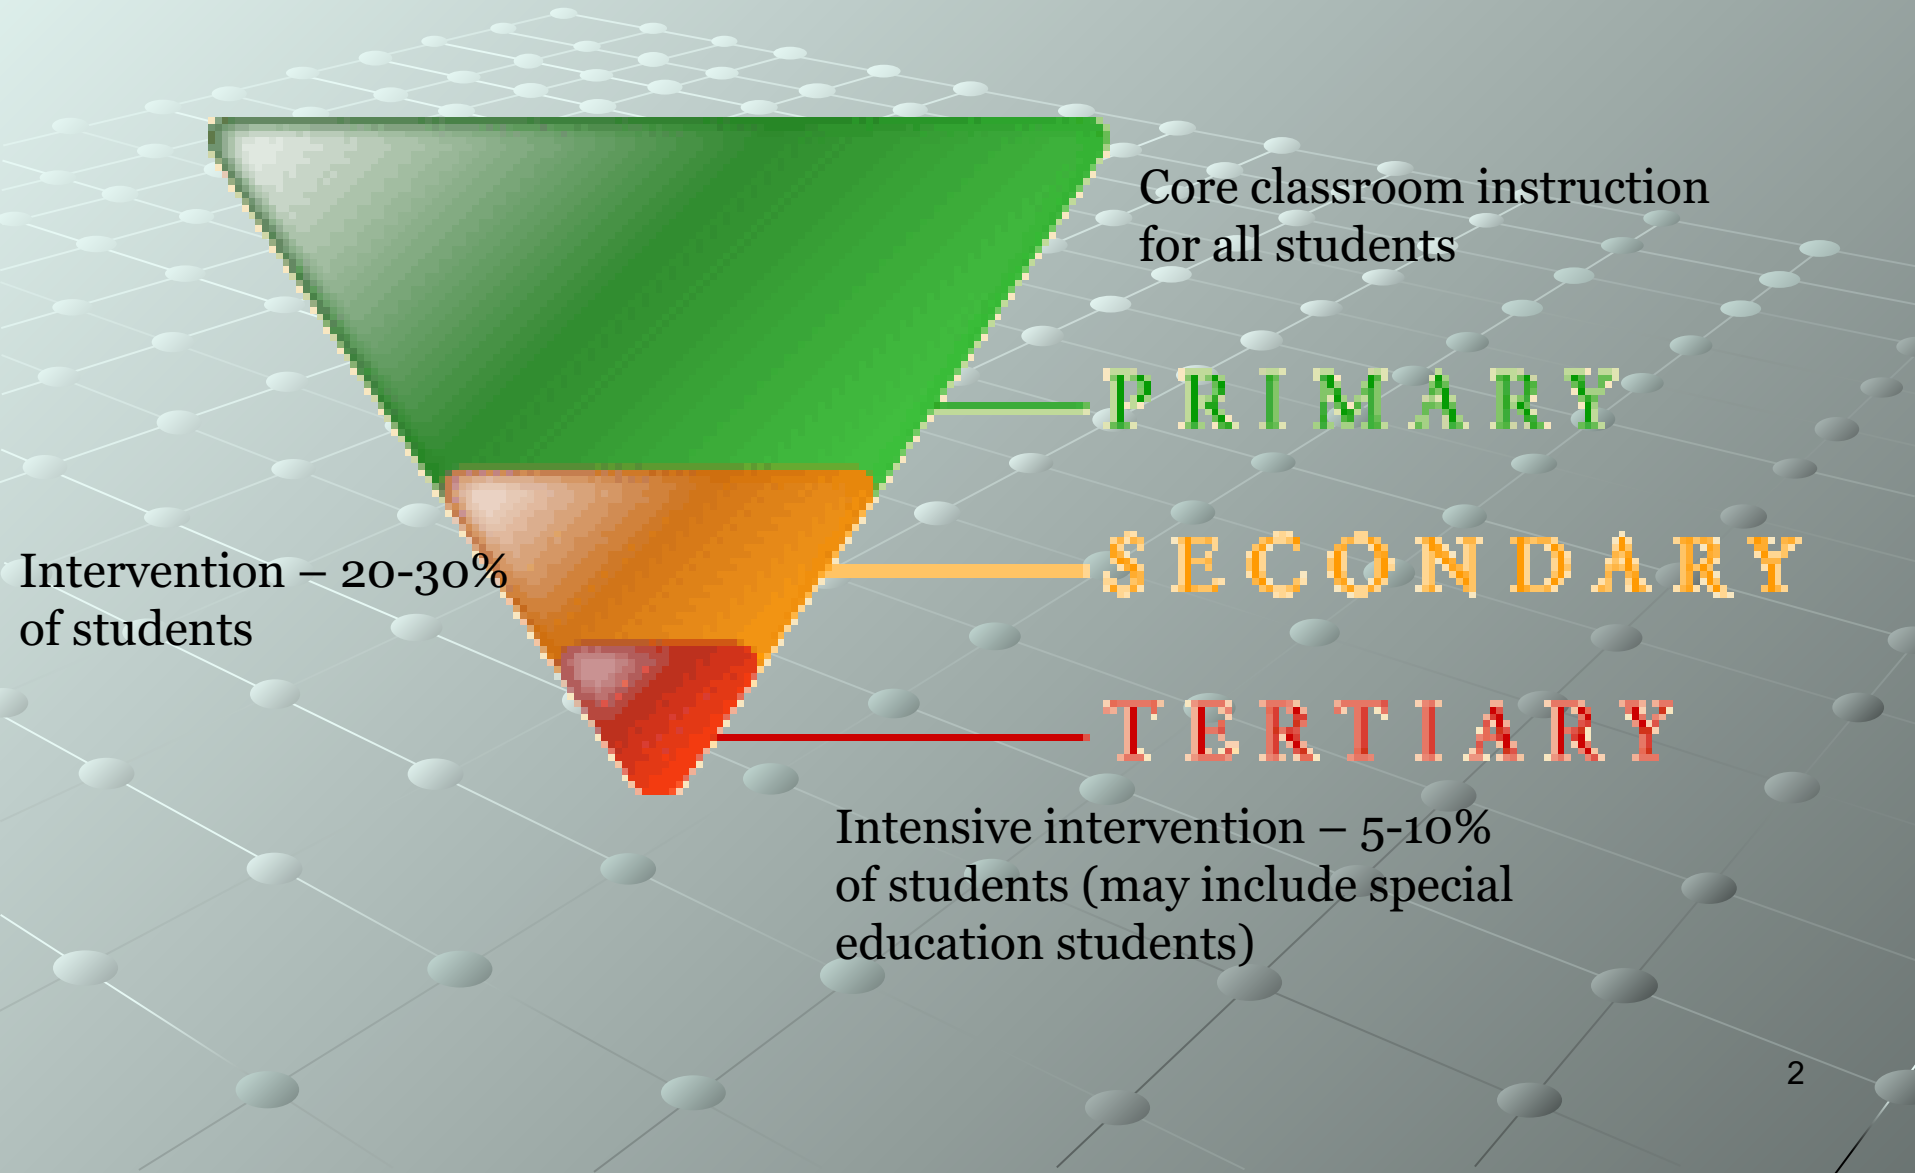 Core classroom instruction
for all students
PRIMARY
Intervention – 20-30%
of students
SECONDARY
TERTIARY
Intensive intervention – 5-10%
of students (may include special
education students)
2